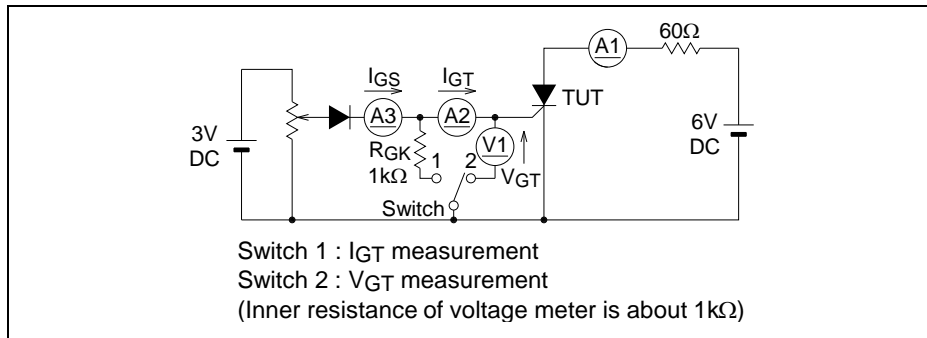 60Ω
A1
IGS
IGT
TUT
A3
A2
3V
DC
6V
DC
RGK
1kΩ
1
2
V1
VGT
Switch
Switch 1 : IGT measurement
Switch 2 : VGT measurement
(Inner resistance of voltage meter is about 1kΩ)